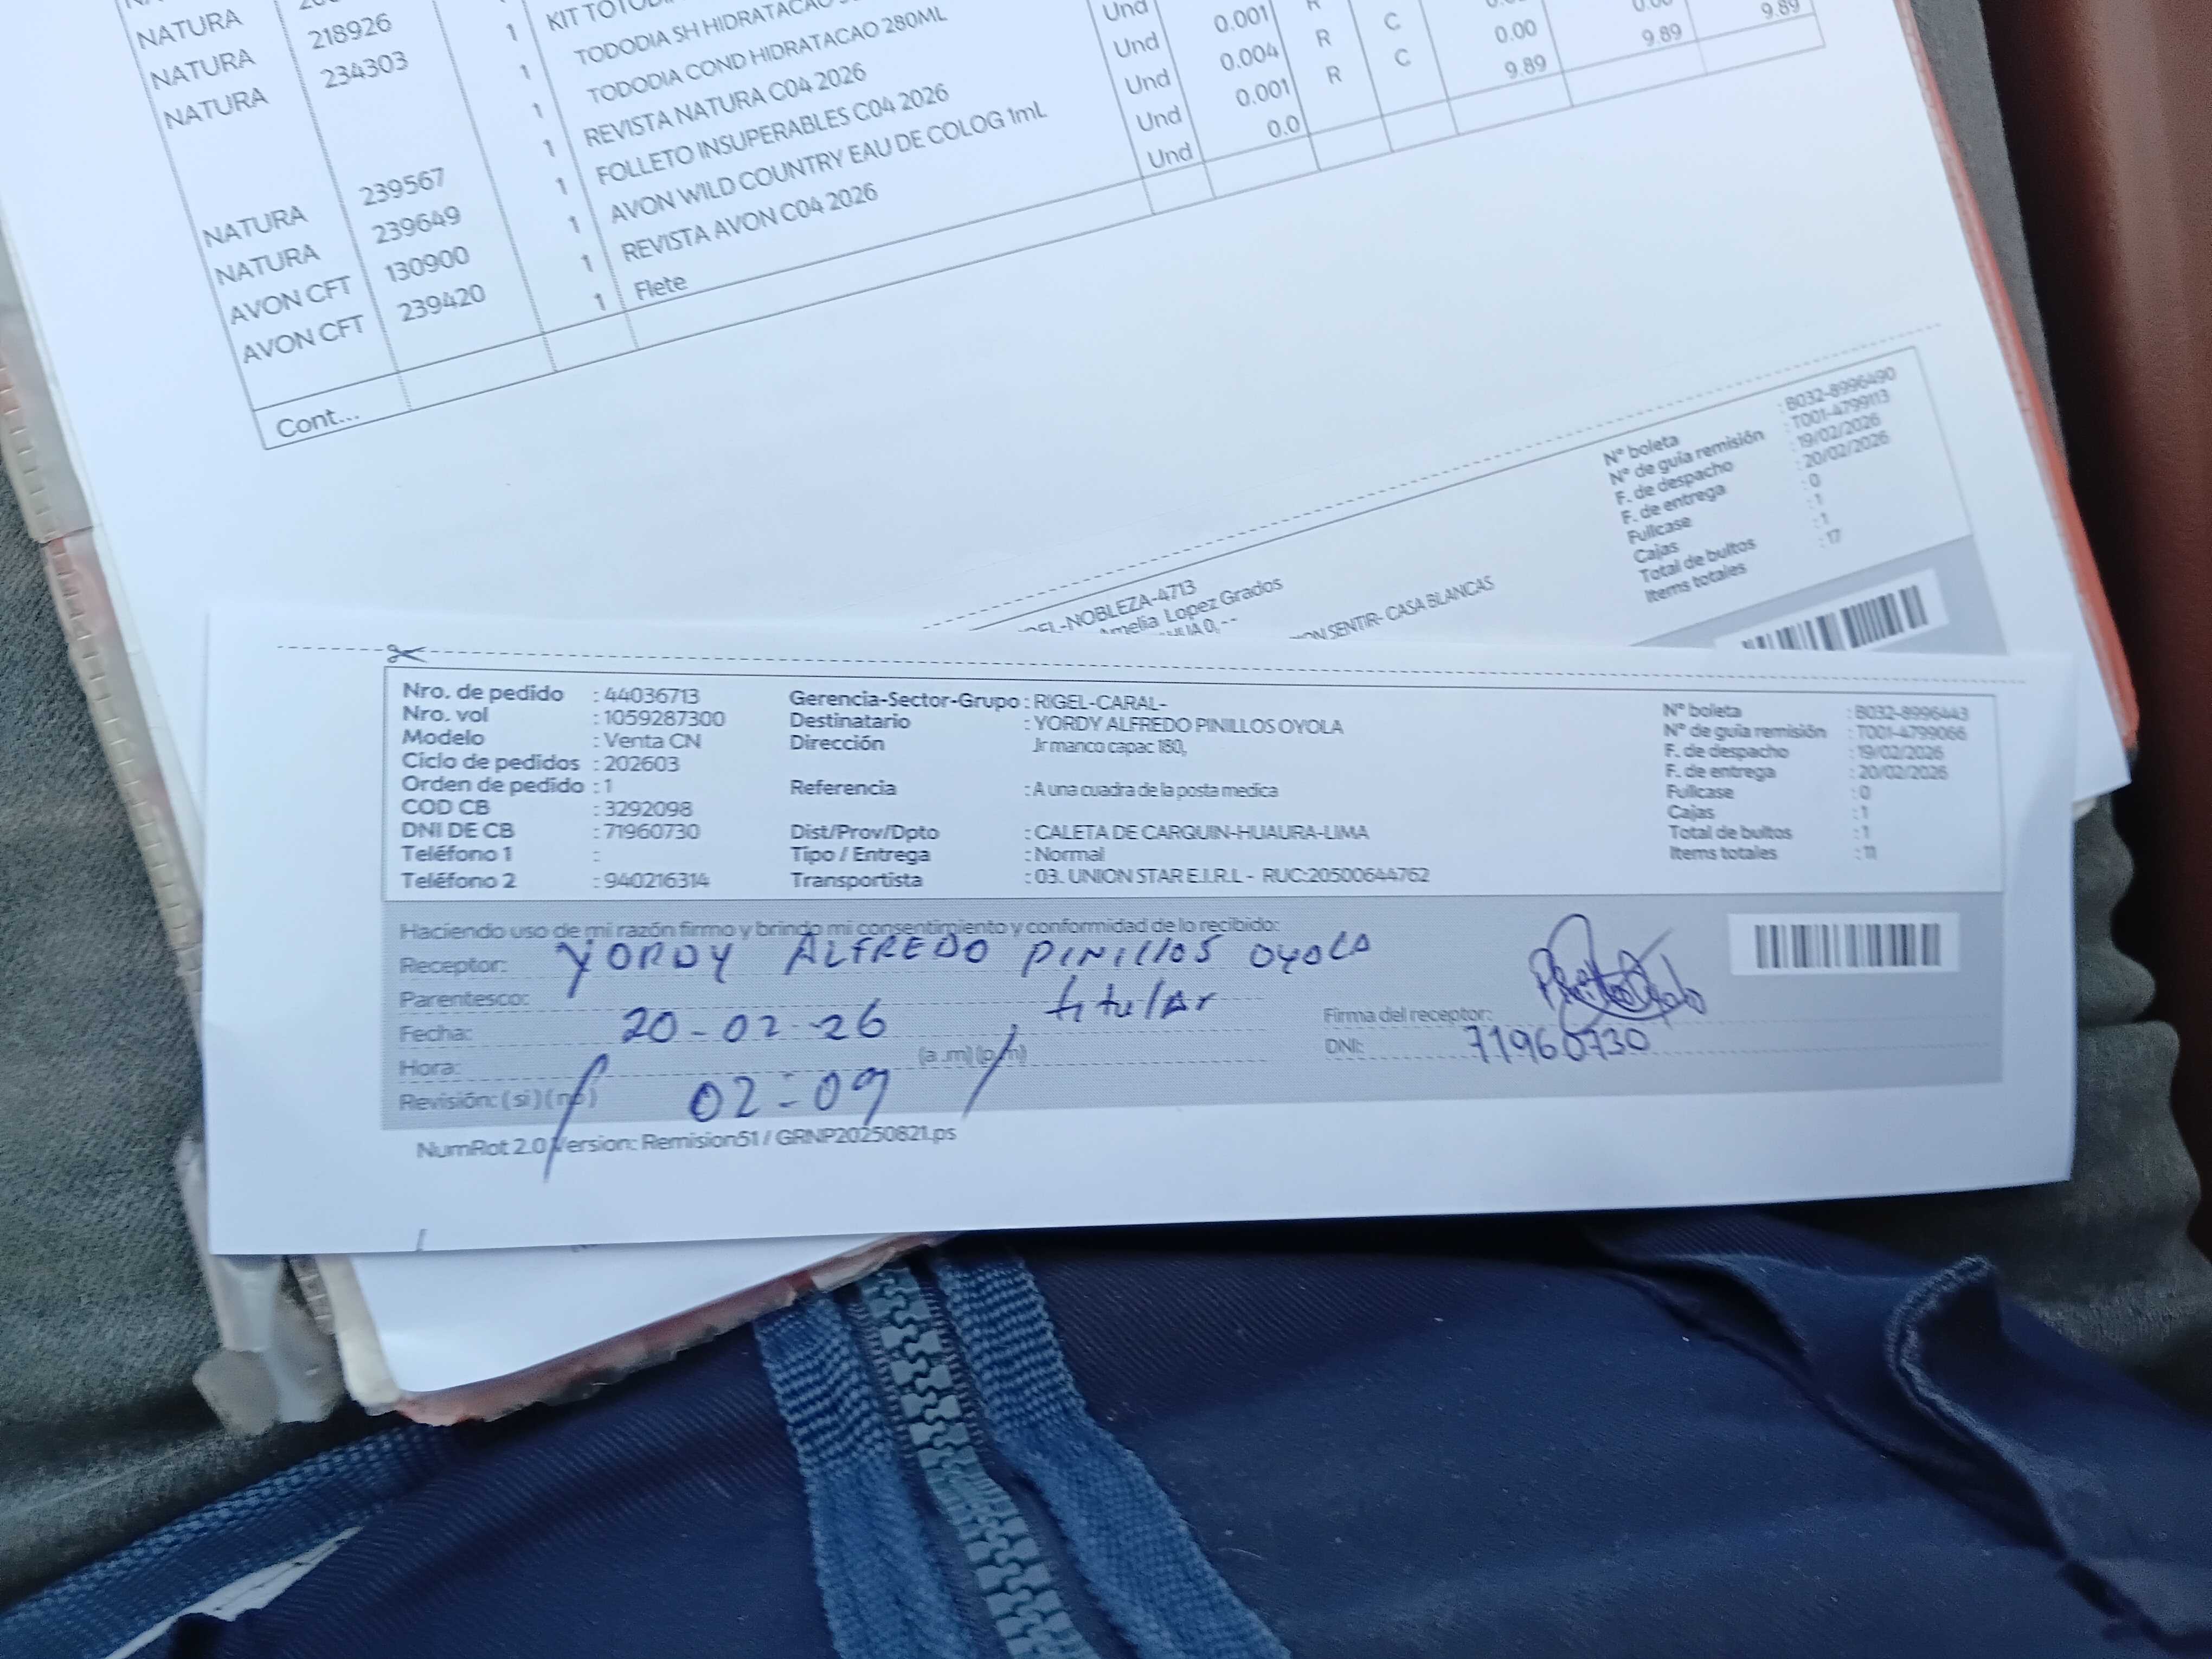 NATURA 218926 1 KIT TOTODIA
NATURA 234303 1 TODODIA SH HIDRATACAO
NATURA 1 TODODIA COND HIDRATACAO 280ML Und 0.001 R C
1 REVISTA NATURA C04 2026 Und 0.004 R C 0.00 9.89 9.89
NATURA 239567 1 FOLLETO INSUPERABLES C04 2026 Und 0.001 R 9.89
NATURA 239649 1 AVON WILD COUNTRY EAU DE COLOG 1mL Und 0.0
AVON CFT 130900 1 REVISTA AVON C04 2026 Und
AVON CFT 239420 1 Flete
Cont...
Nº boleta : B032-8996490
Nº de guía remisión : T001-4799113
F. de despacho : 19/02/2026
F. de entrega : 20/02/2026
Fullcase : 0
Cajas : 1
Total de bultos : 1
Items totales : 17
-NOBLEZA-4713
Amelia Lopez Grados
SENTIR- CASA BLANCAS
Nro. de pedido : 44036713 Gerencia-Sector-Grupo : RIGEL-CARAL- Nº boleta : B032-8996443
Nro. vol : 1059287300 Destinatario : YORDY ALFREDO PINILLOS OYOLA Nº de guía remisión : T001-4799066
Modelo : Venta CN Dirección Jr manco capac 180, F. de despacho : 19/02/2026
Ciclo de pedidos : 202603 F. de entrega : 20/02/2026
Orden de pedido : 1 Referencia : A una cuadra de la posta medica Fullcase : 0
COD CB : 3292098 Cajas : 1
DNI DE CB : 71960730 Dist/Prov/Dpto : CALETA DE CARQUIN-HUAURA-LIMA Total de bultos : 1
Teléfono 1 : Tipo / Entrega : Normal Items totales : 11
Teléfono 2 : 940216314 Transportista : 03. UNION STAR E.I.R.L - RUC:20500644762
Haciendo uso de mi razón firmo y brindo mi consentimiento y conformidad de lo recibido:
Receptor: YORDY ALFREDO PINILLOS OYOLA
Parentesco: titular
Fecha: 20-02-26 Firma del receptor:
Hora: 02:09 (a .m) (p.m) DNI: 71960730
Revisión: ( si ) ( no )
NumRot 2.0 Version: Remision51 / GRNP20250821.ps